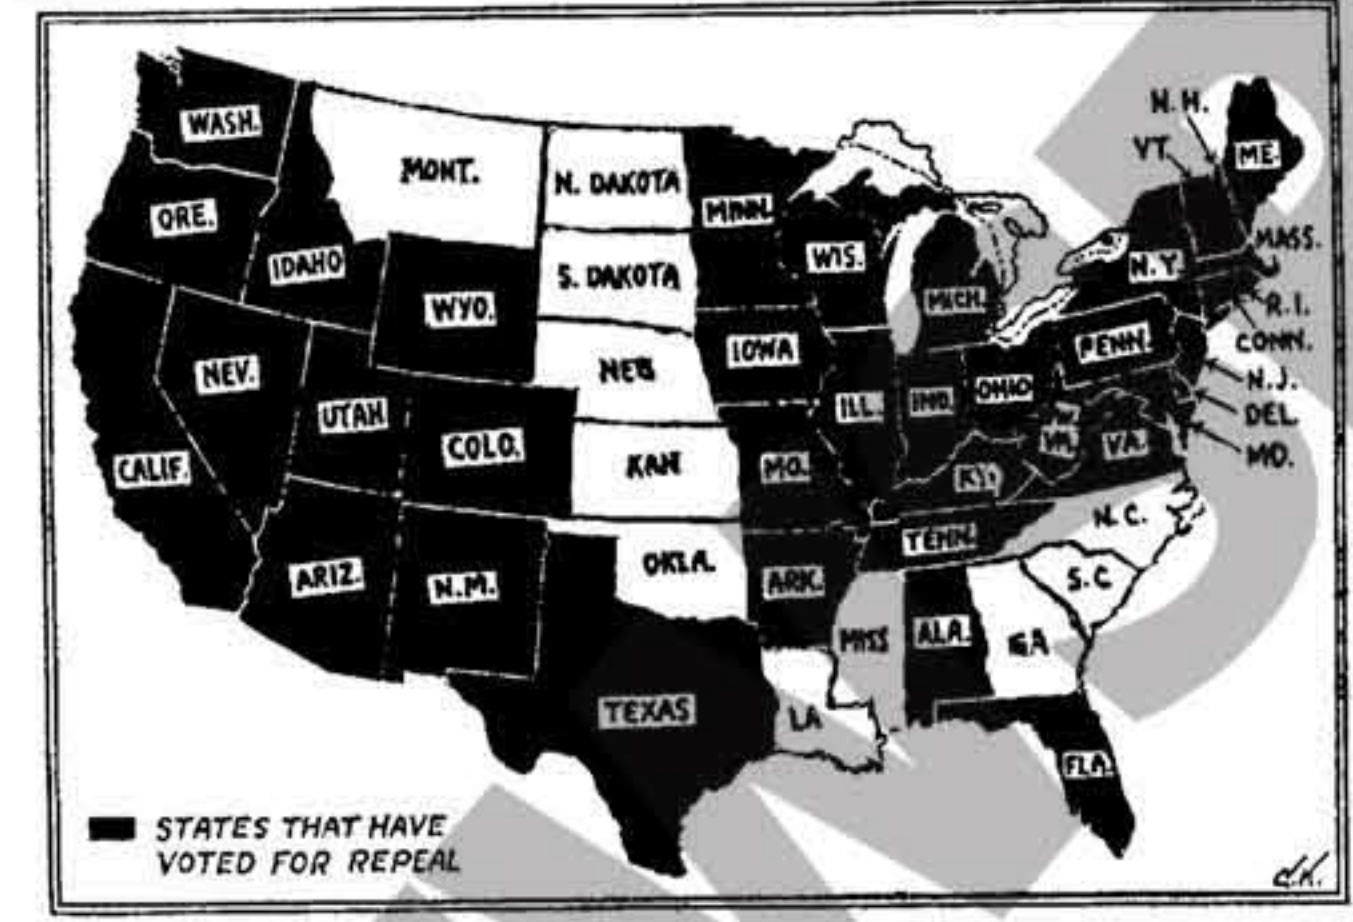 N.H.
WASH.
VT.
ME.
MONT.
N. DAKOTA
MINN.
ORE.
MASS.
IDAHO
S. DAKOTA
WIS.
N.Y.
WYO.
MICH.
R.I.
IOWA
PENN.
CONN.
NEV.
NEB
N.J.
UTAH
ILL.
IND.
OHIO
DEL.
COLO.
W.
VA.
VA.
CALIF.
KAN
MO.
KY.
MD.
N.C.
TENN.
ARIZ.
N.M.
OKLA.
ARK.
S.C
MISS
ALA.
GA
TEXAS
LA
FLA.
STATES THAT HAVE
VOTED FOR REPEAL